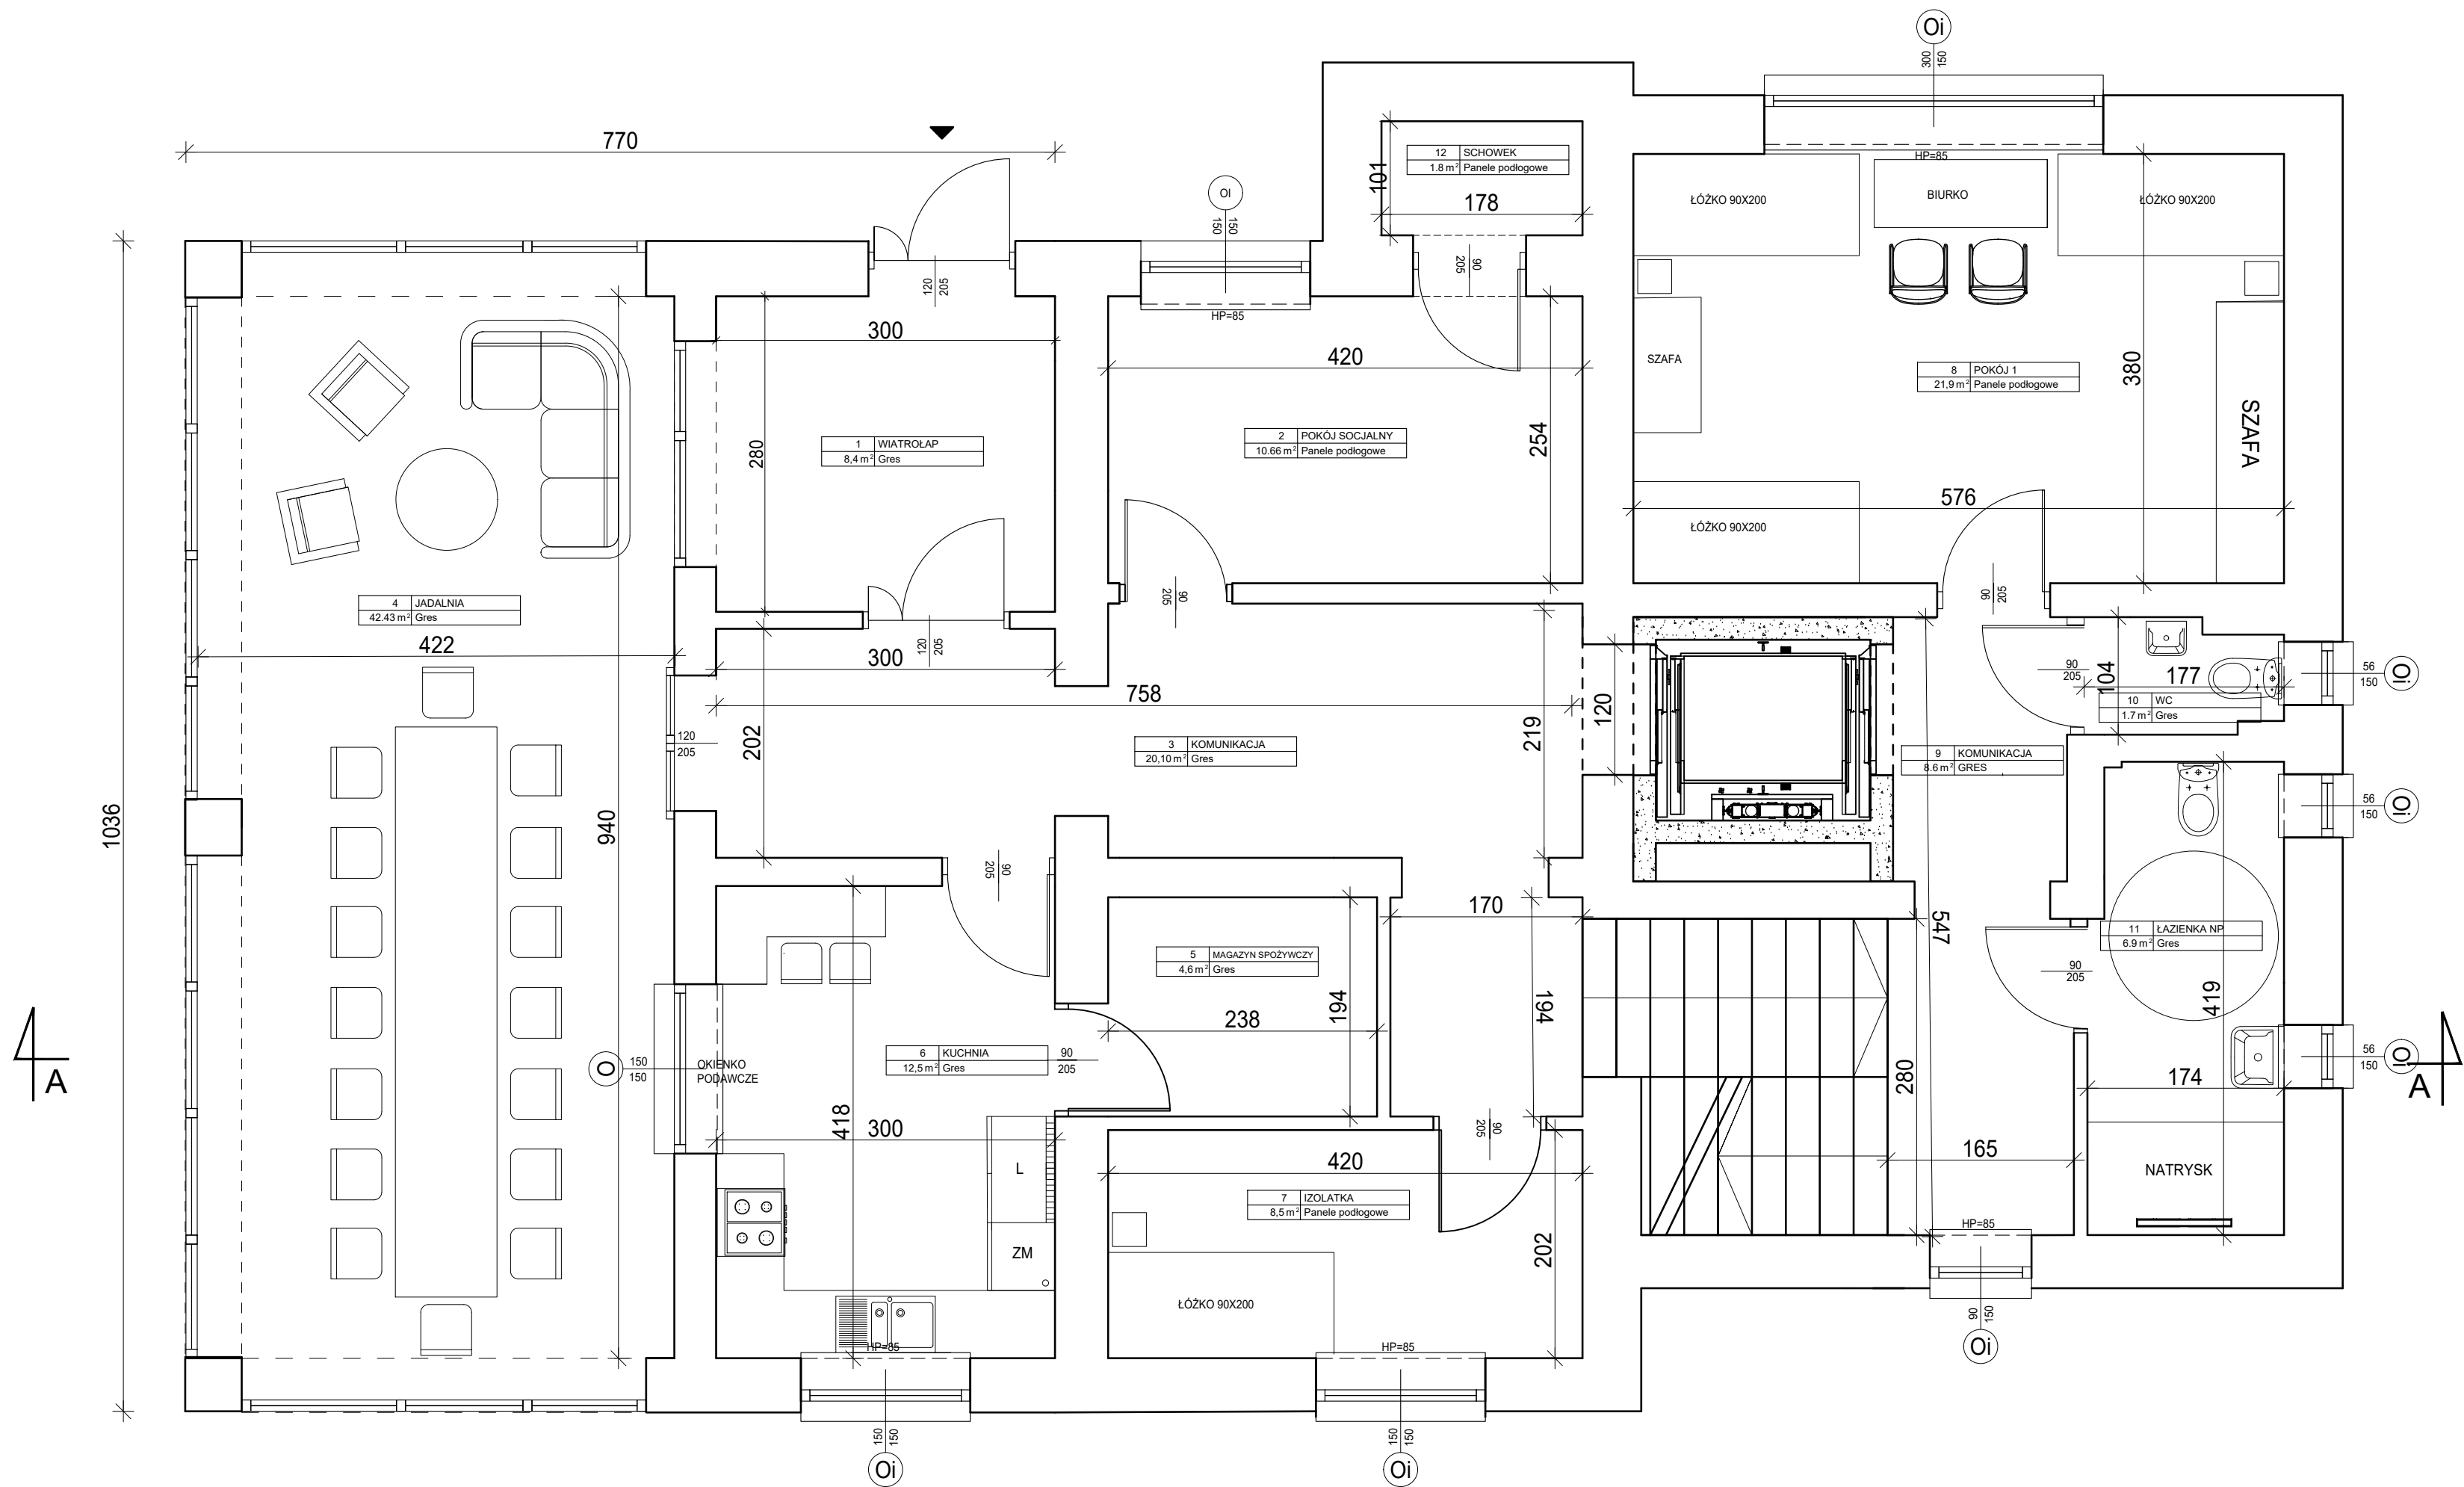 Oi
300
150
770
12 SCHOWEK
1.8 m² Panele podłogowe
101
178
OI
150
150
HP=85
ŁÓŻKO 90X200
BIURKO
ŁÓŻKO 90X200
90
205
120
205
HP=85
300
420
SZAFA
8 POKÓJ 1
21,9 m² Panele podłogowe
380
SZAFA
280
1 WIATROŁAP
8,4 m² Gres
2 POKÓJ SOCJALNY
10.66 m² Panele podłogowe
254
576
ŁÓŻKO 90X200
4 JADALNIA
42.43 m² Gres
422
90
205
90
205
120
205
300
758
120
104
90
205
177
56
150
Oi
10 WC
1.7 m² Gres
120
205
202
3 KOMUNIKACJA
20,10 m² Gres
219
9 KOMUNIKACJA
8.6 m² GRES
56
150
Oi
1036
940
90
205
170
547
11 ŁAZIENKA NP
6.9 m² Gres
5 MAGAZYN SPOŻYWCZY
4,6 m² Gres
194
238
194
90
205
419
A
O
150
150
OKIENKO
PODAWCZE
6 KUCHNIA
12,5 m² Gres
90
205
280
174
56
150
Oi
A
418
300
90
205
L
420
165
NATRYSK
7 IZOLATKA
8,5 m² Panele podłogowe
ZM
202
HP=85
ŁÓŻKO 90X200
90
150
Oi
HP=85
HP=85
150
150
Oi
150
150
Oi